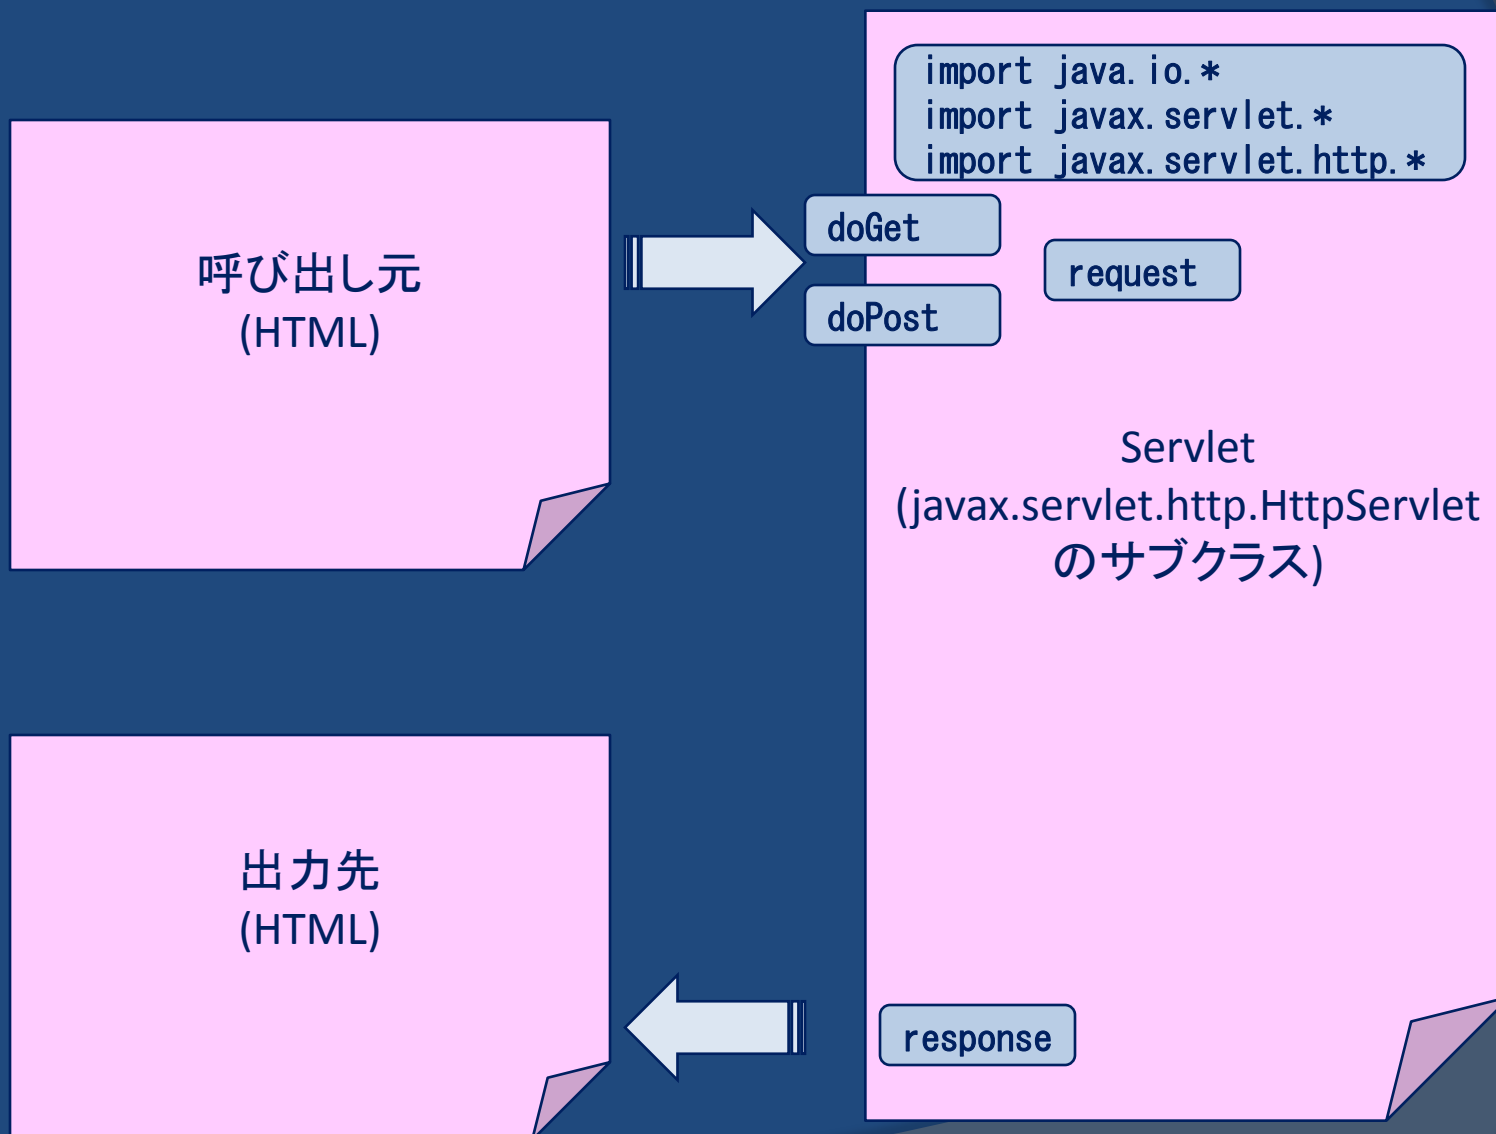 呼び出し元
(HTML)
import java.io.*
import javax.servlet.*
import javax.servlet.http.*
doGet
request
doPost
Servlet
(javax.servlet.http.HttpServlet
のサブクラス)
出力先
(HTML)
response